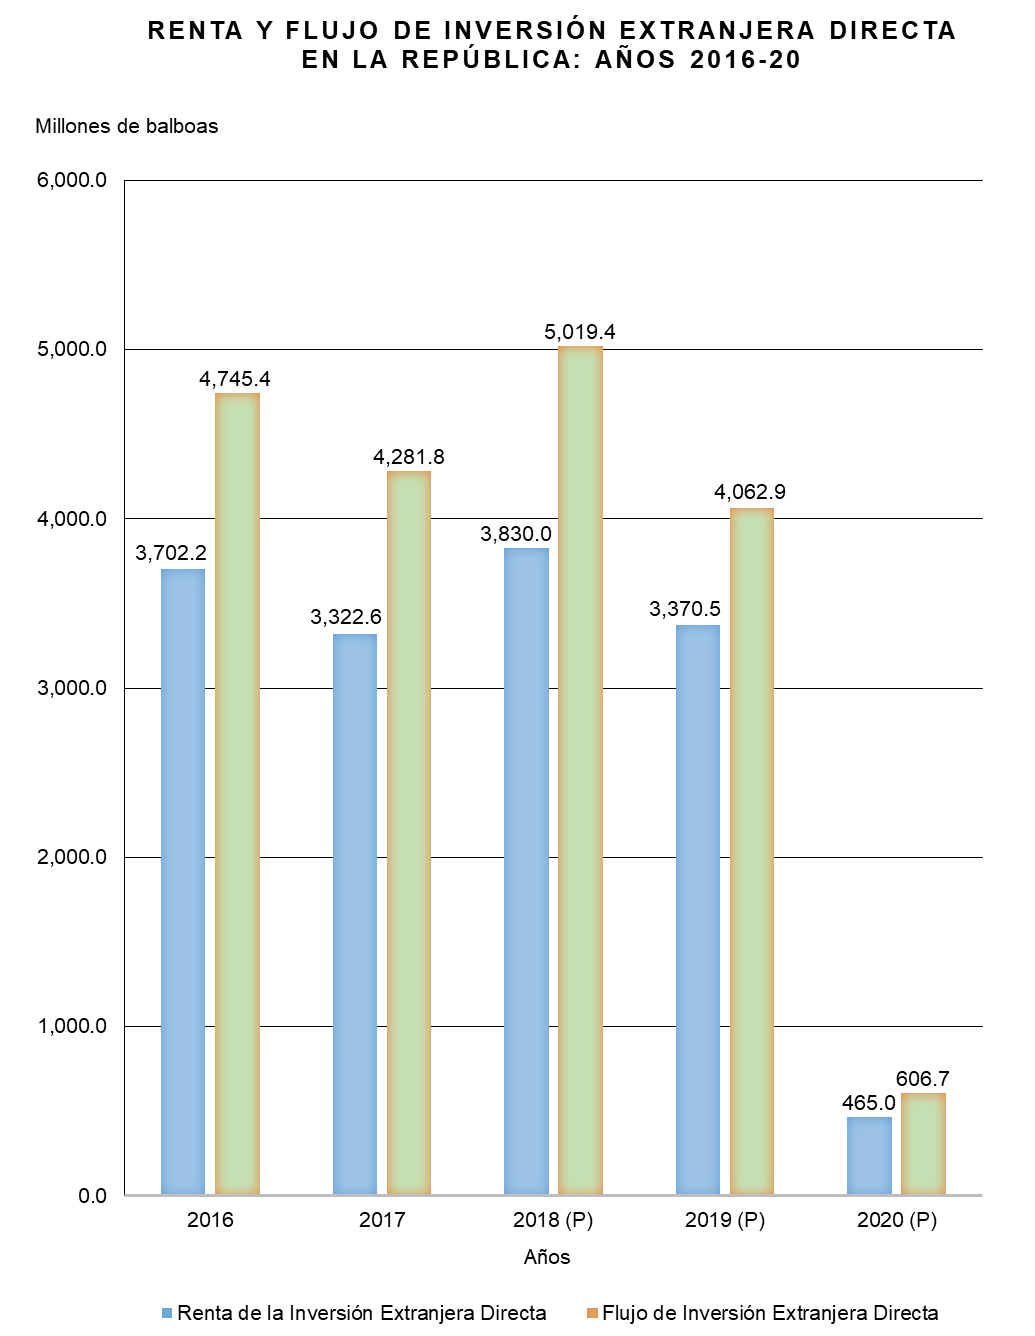 RENTA Y FLUJO DE INVERSIÓN EXTRANJERA DIRECTA
EN LA REPÚBLICA: AÑOS 2016-20
Millones de balboas
6,000.0
5,000.0
4,000.0
3,000.0
2,000.0
1,000.0
0.0
3,702.2
4,745.4
3,322.6
4,281.8
3,830.0
5,019.4
3,370.5
4,062.9
465.0
606.7
2016
2017
2018 (P)
2019 (P)
2020 (P)
Años
Renta de la Inversión Extranjera Directa
Flujo de Inversión Extranjera Directa